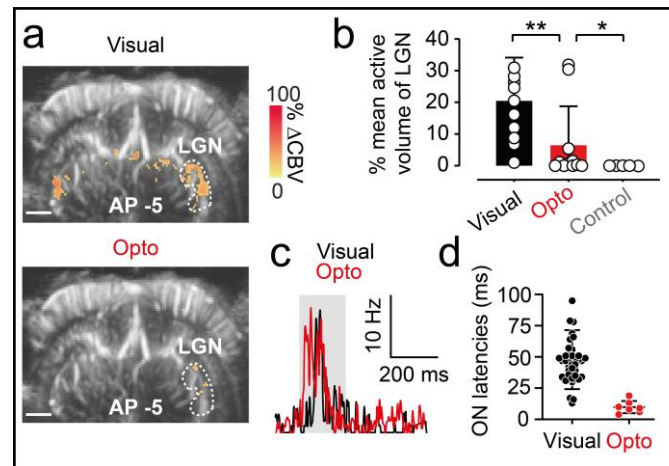 a
Visual
LGN
AP -5
100
% ΔCBV
0
Opto
LGN
AP -5
b
% mean active
volume of LGN
40
30
20
10
0
** *
Visual
Opto
Control
c
Visual
Opto
10 Hz
200 ms
d
ON latencies (ms)
100
75
50
25
0
Visual Opto